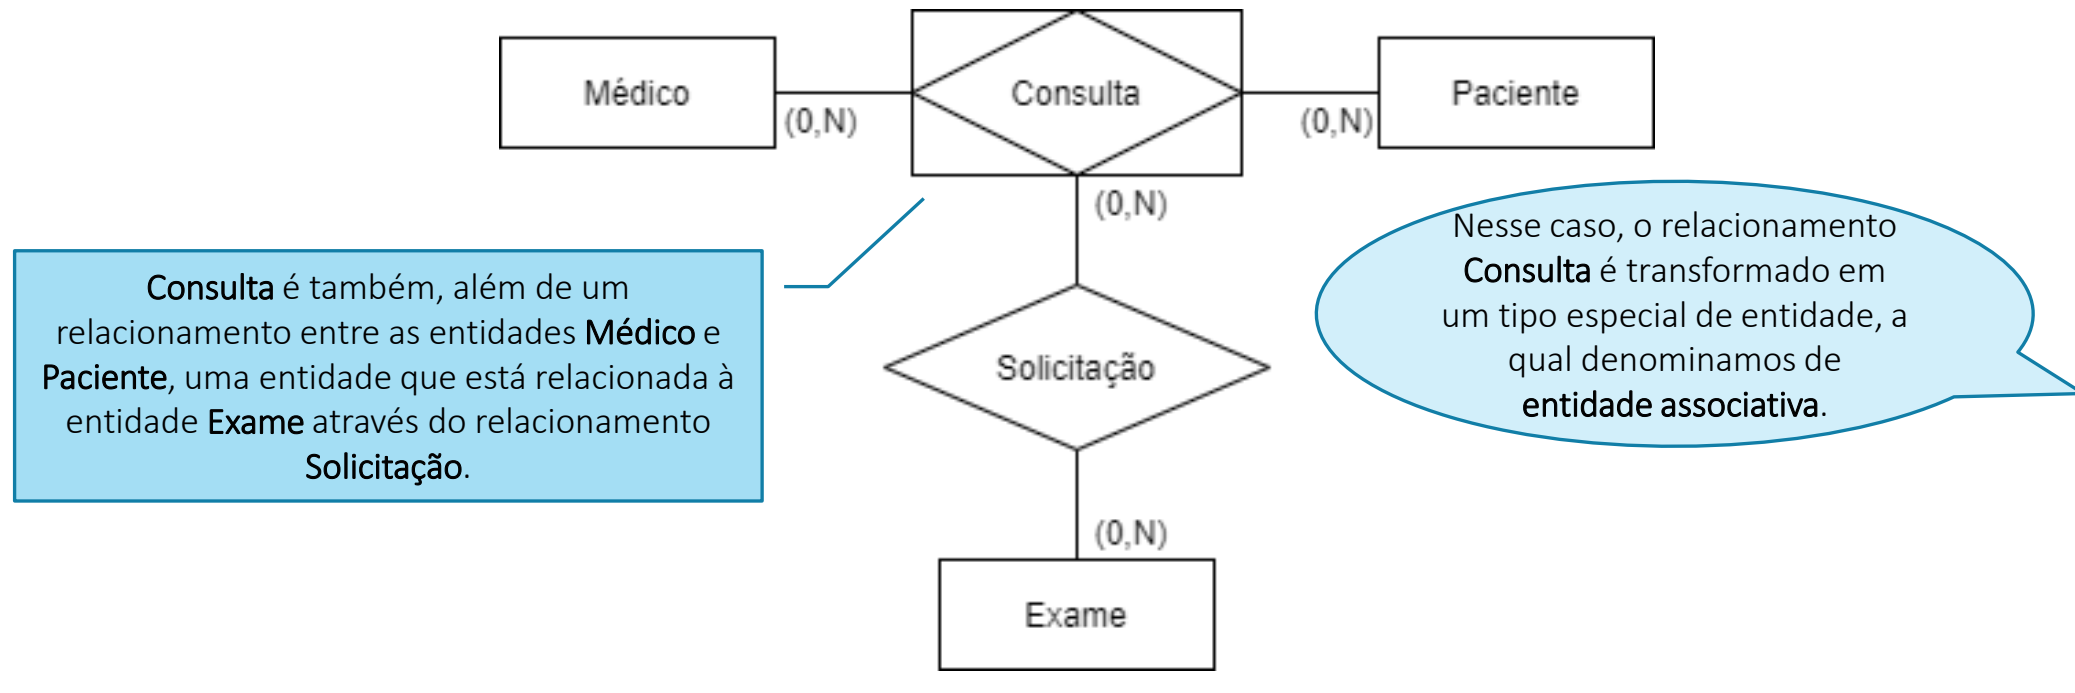 Médico
(0,N)
Consulta
(0,N)
Paciente
(0,N)
Consulta é também, além de um
relacionamento entre as entidades Médico e
Paciente, uma entidade que está relacionada à
entidade Exame através do relacionamento
Solicitação.
Nesse caso, o relacionamento
Consulta é transformado em
um tipo especial de entidade, a
qual denominamos de
entidade associativa.
Solicitação
(0,N)
Exame